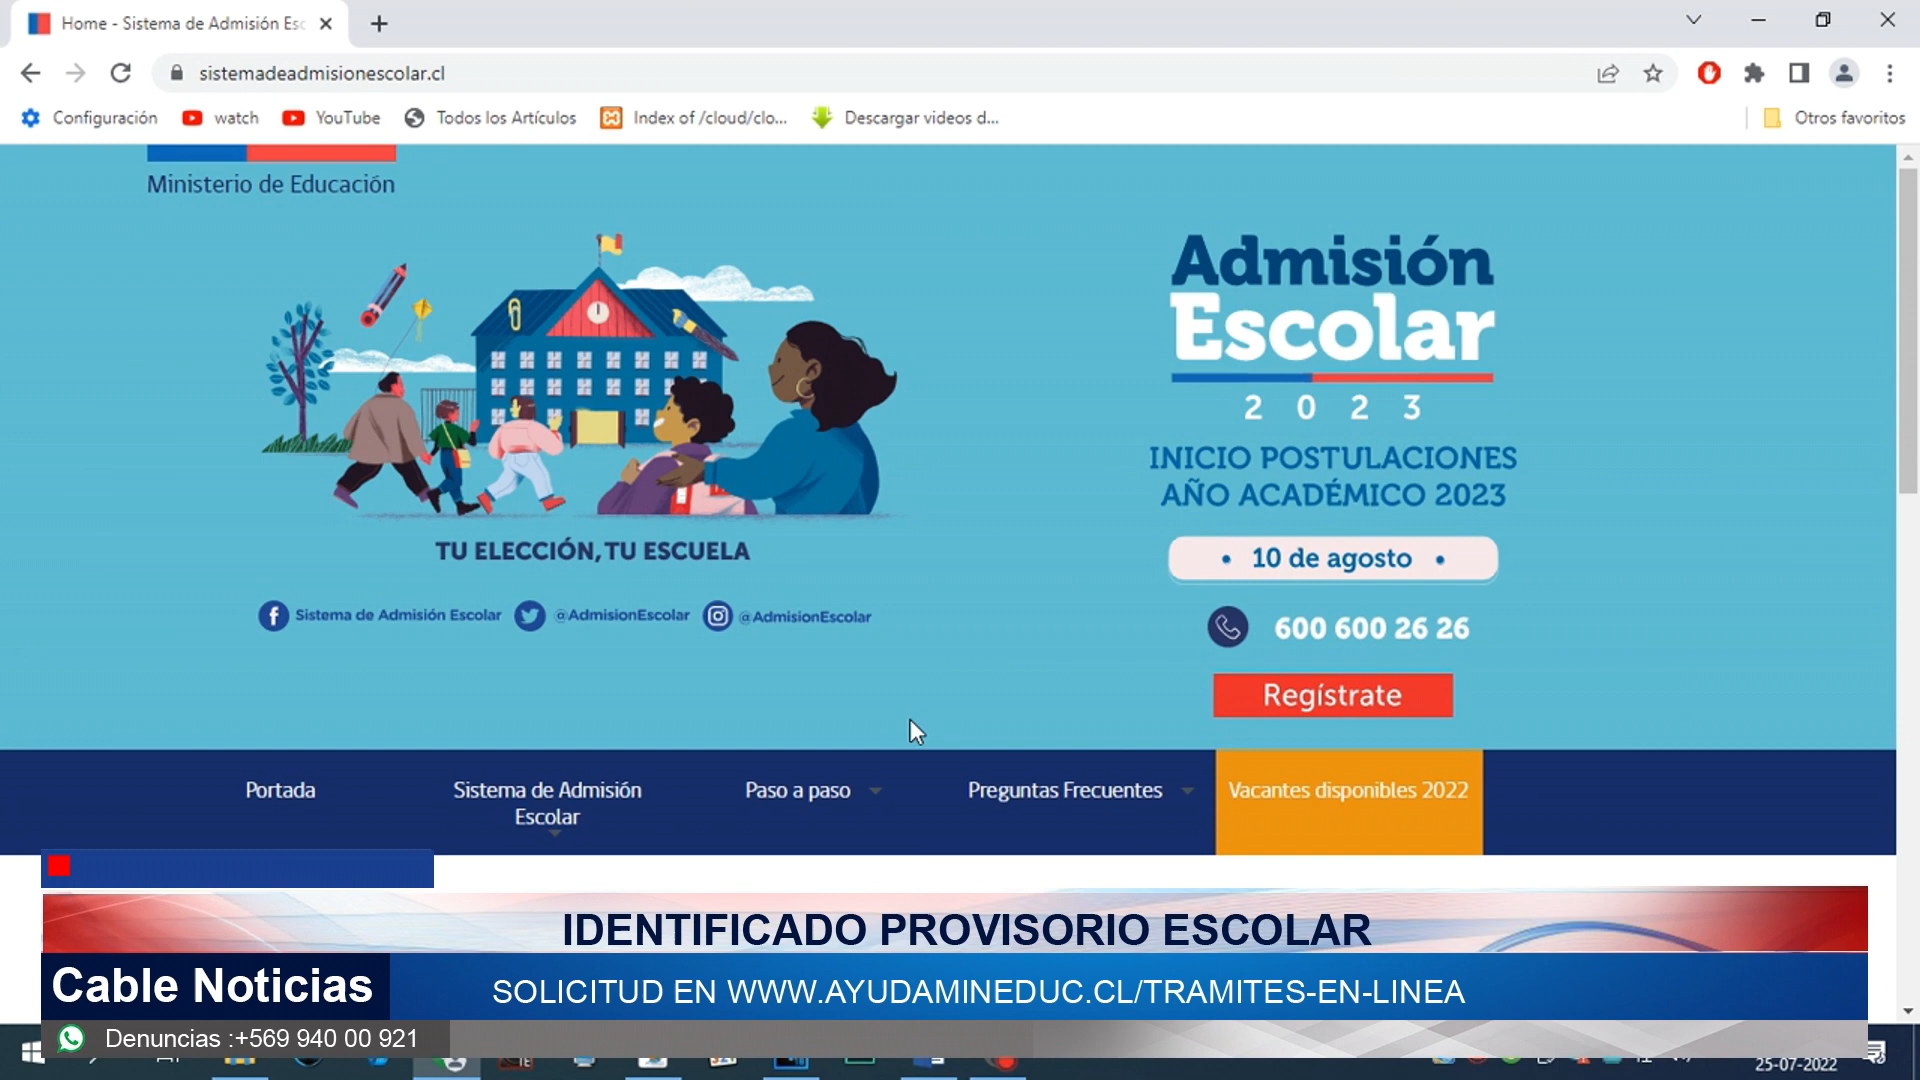 Home - Sistema de Admisión Esc
sistemadeadmisionescolar.cl
Configuración
watch
YouTube
Todos los Artículos
Index of /cloud/clo...
Descargar videos d...
Otros favoritos
Ministerio de Educación
Admisión
Escolar
2023
INICIO POSTULACIONES
AÑO ACADÉMICO 2023
• 10 de agosto •
600 600 26 26
Regístrate
TU ELECCIÓN, TU ESCUELA
Sistema de Admisión Escolar
@AdmisionEscolar
@AdmisionEscolar
Portada
Sistema de Admisión
Escolar
Paso a paso
Preguntas Frecuentes
Vacantes disponibles 2022
IDENTIFICADO PROVISORIO ESCOLAR
Cable Noticias
SOLICITUD EN WWW.AYUDAMINEDUC.CL/TRAMITES-EN-LINEA
Denuncias :+569 940 00 921
25-07-2022